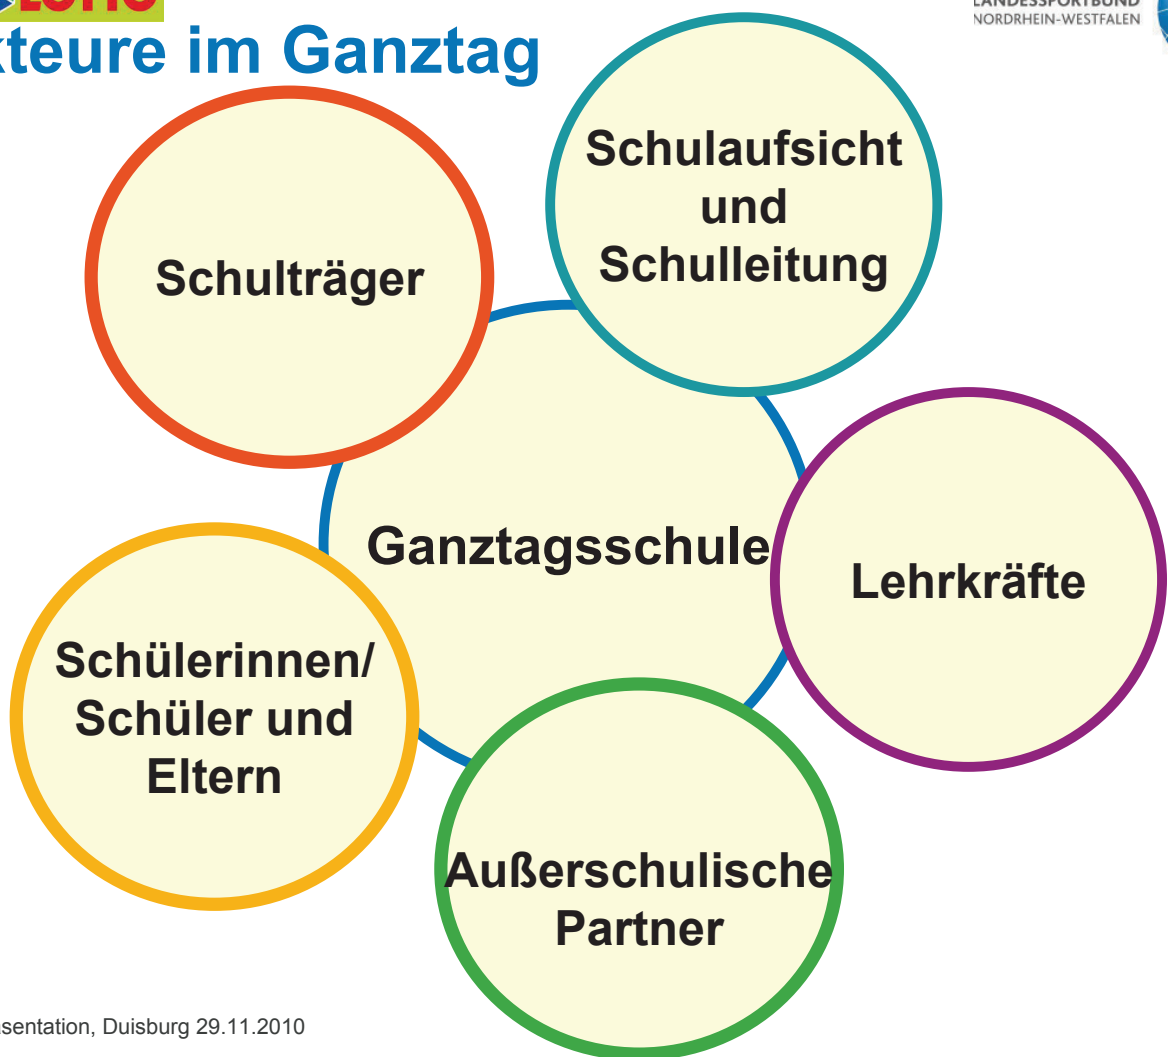 LOTTO
LANDESSPORTBUND
NORDRHEIN-WESTFALEN
kteure im Ganztag
Schulaufsicht
und
Schulleitung
Schulträger
Ganztagsschule
Lehrkräfte
Schülerinnen/
Schüler und
Eltern
Außerschulische
Partner
sentation, Duisburg 29.11.2010